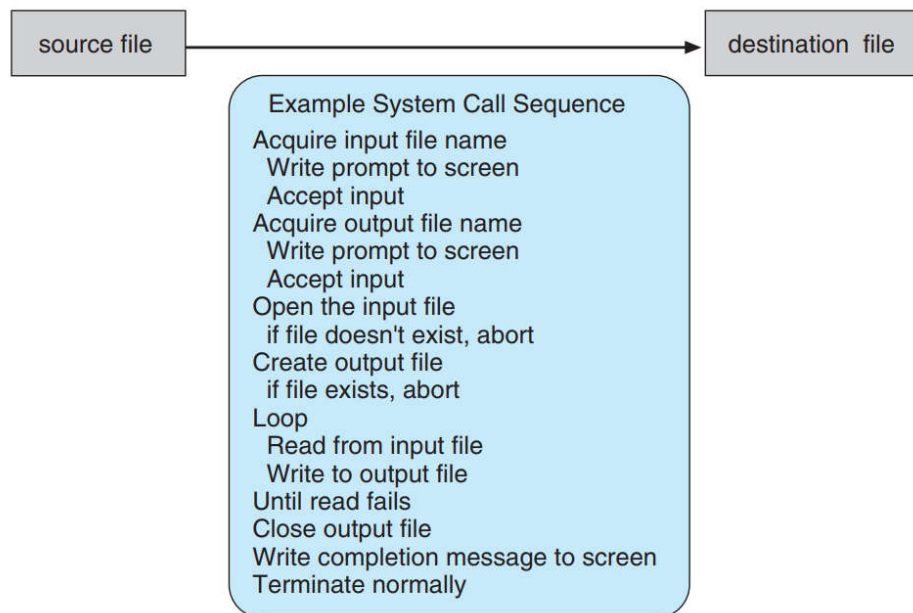 source file
destination file
Example System Call Sequence
Acquire input file name
Write prompt to screen
Accept input
Acquire output file name
Write prompt to screen
Accept input
Open the input file
if file doesn't exist, abort
Create output file
if file exists, abort
Loop
Read from input file
Write to output file
Until read fails
Close output file
Write completion message to screen
Terminate normally